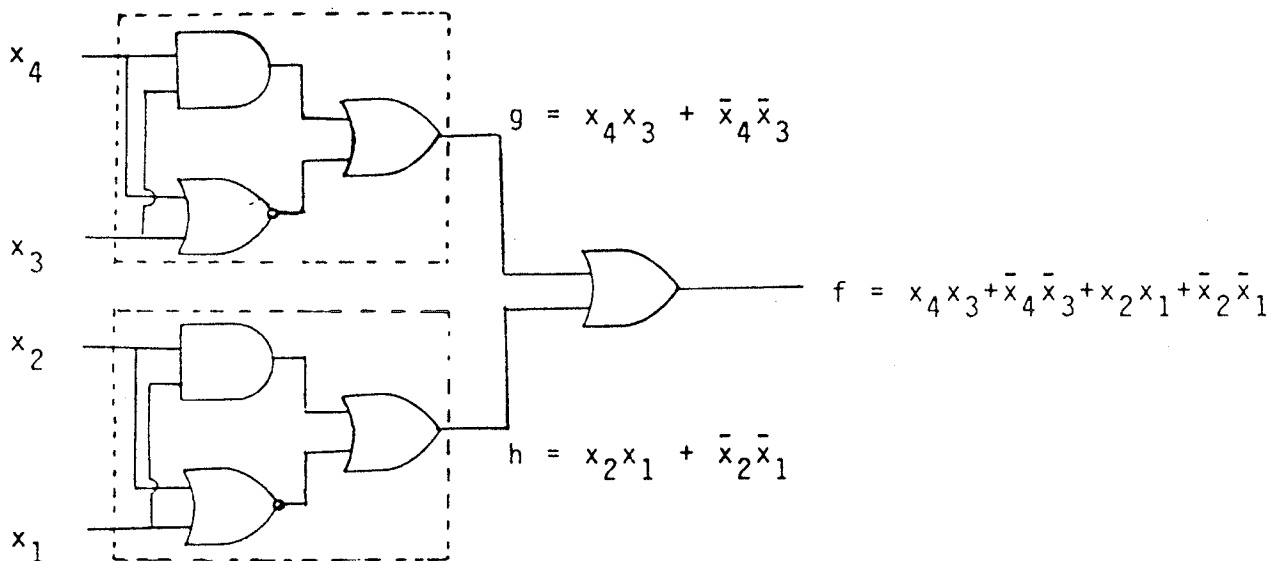 x₄
g = x₄x₃ + x̄₄x̄₃
x₃
f = x₄x₃+x̄₄x̄₃+x₂x₁+x̄₂x̄₁
x₂
h = x₂x₁ + x̄₂x̄₁
x₁